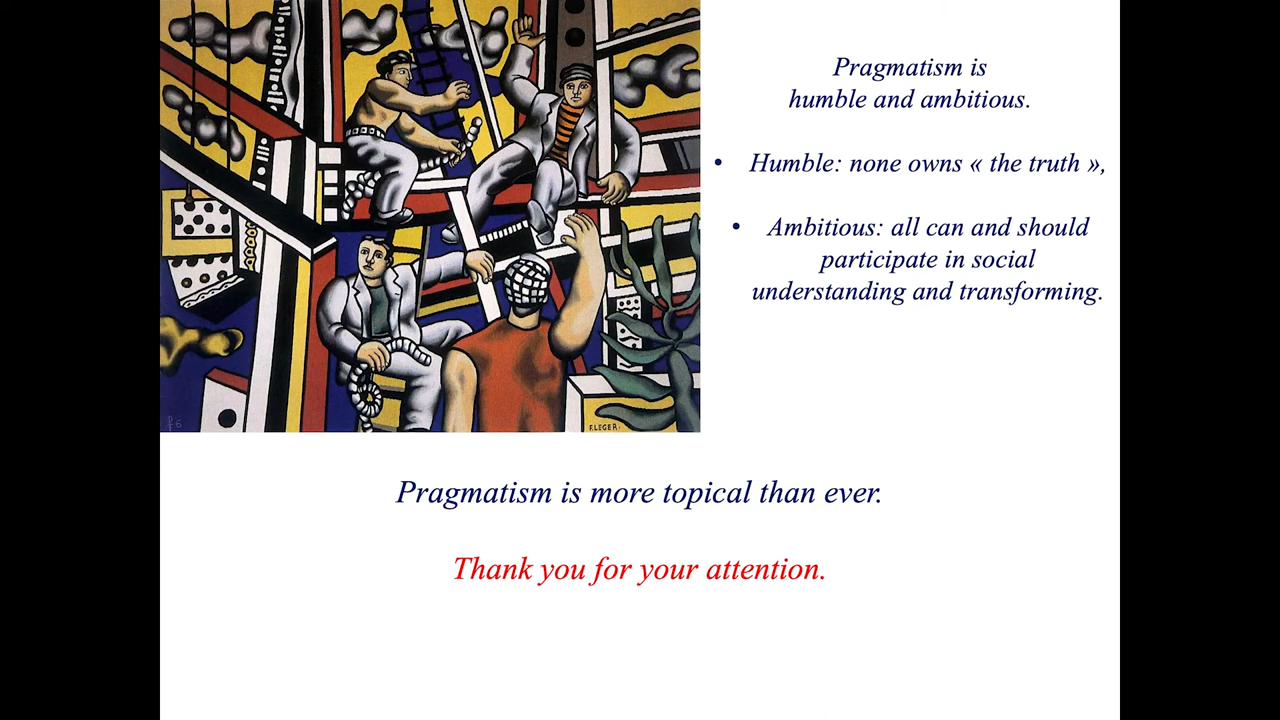 Pragmatism is
humble and ambitious.
• Humble: none owns « the truth »,
• Ambitious: all can and should
participate in social
understanding and transforming.
F.LEGER.
Pragmatism is more topical than ever.
Thank you for your attention.